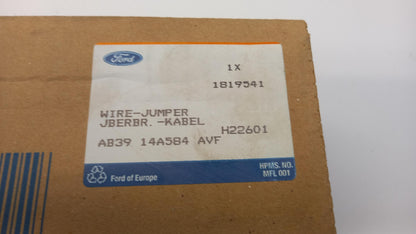 Ford
1X
1819541
WIRE-JUMPER
JBERBR.-KABEL
H22601
AB39 14A584 AVF
Ford of Europe
HPMS. NO.
MFL 001